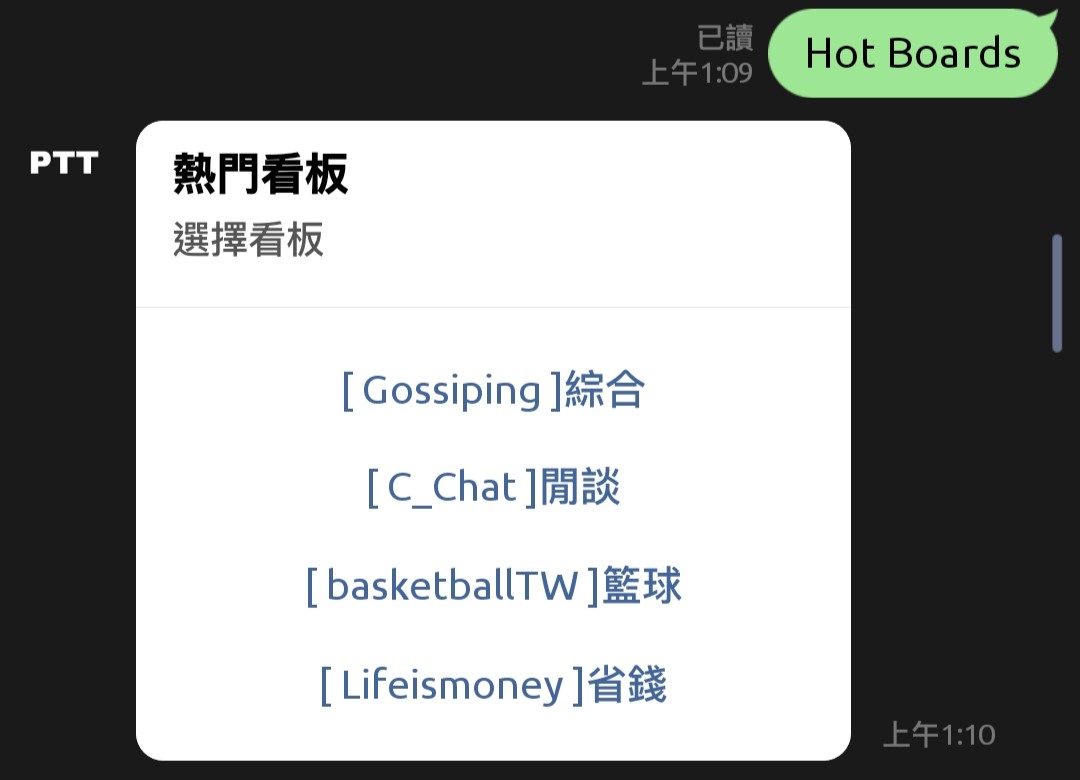 已讀
上午1:09
Hot Boards
PTT
熱門看板
選擇看板
[ Gossiping ]綜合
[ C_Chat ]閒談
[ basketballTW ]籃球
[ Lifeismoney ]省錢
上午1:10